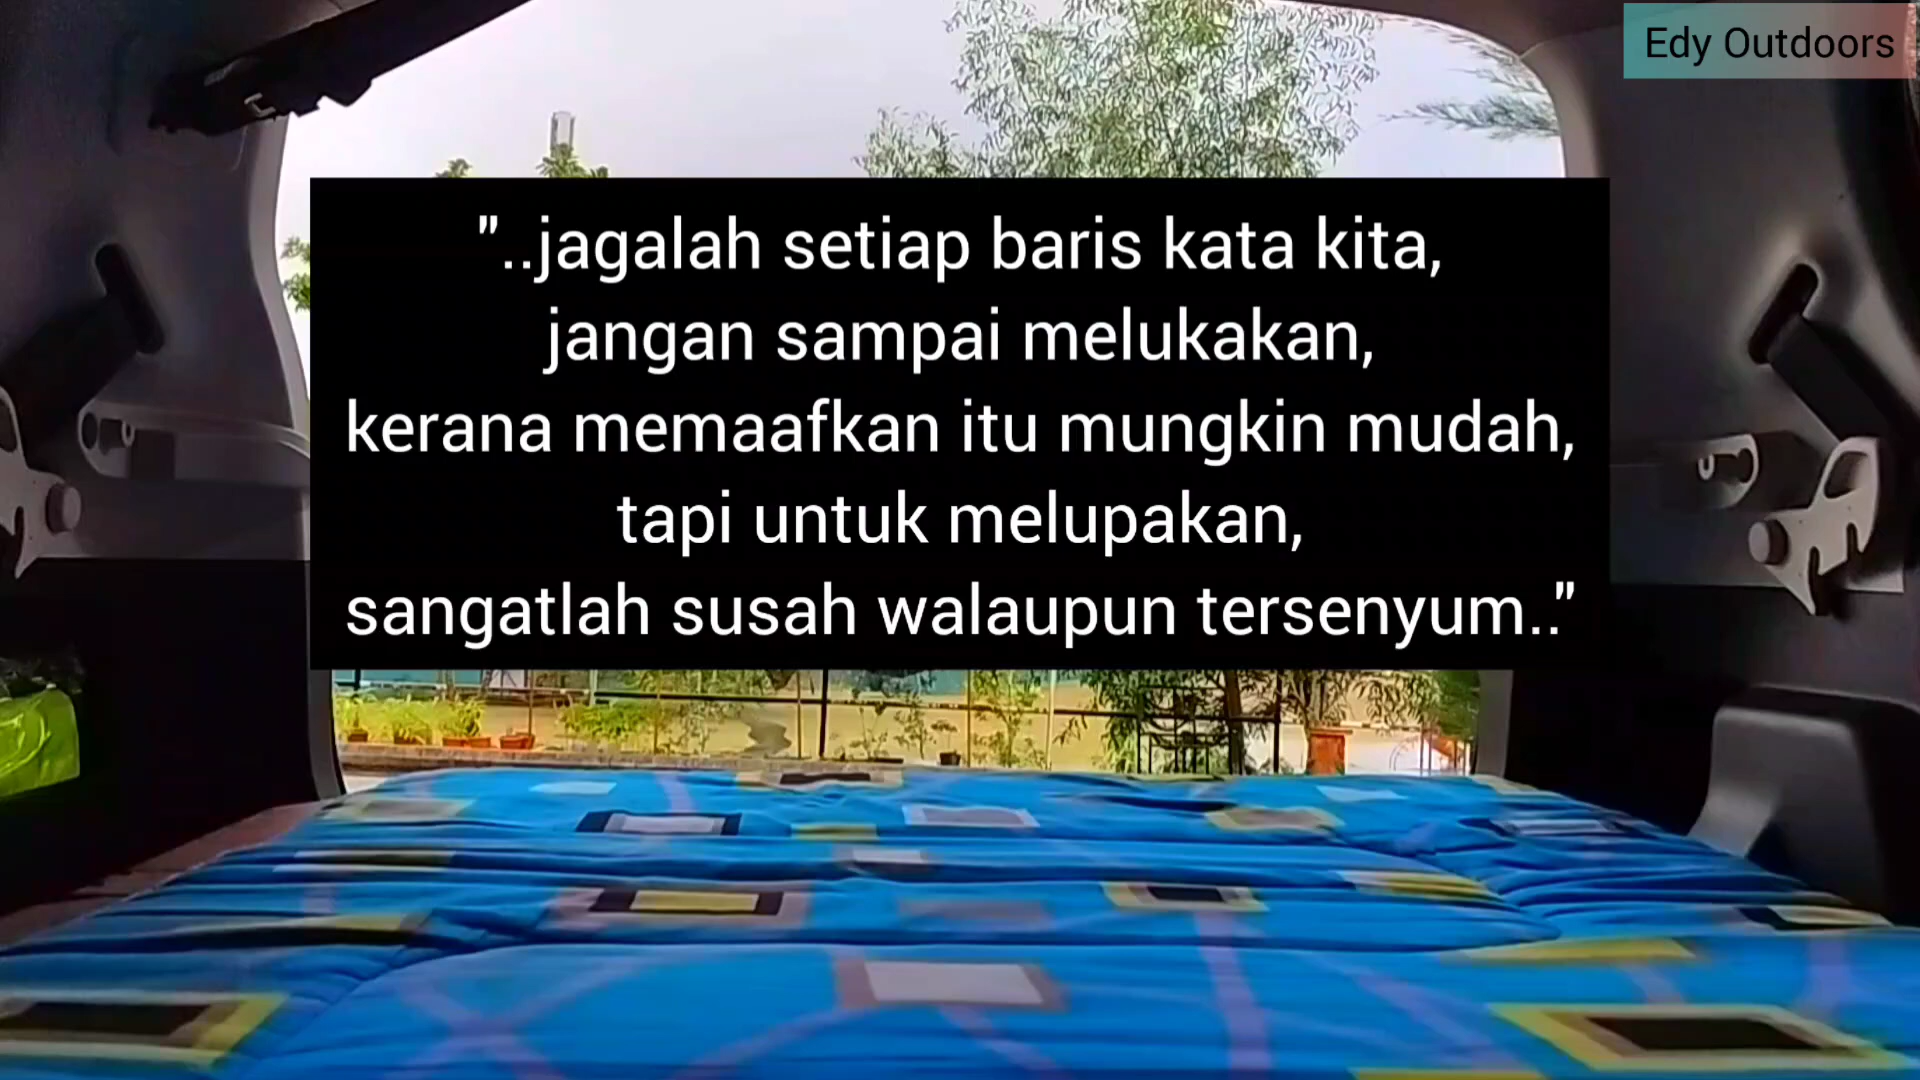 Edy Outdoors
"..jagalah setiap baris kata kita,
jangan sampai melukakan,
kerana memaafkan itu mungkin mudah,
tapi untuk melupakan,
sangatlah susah walaupun tersenyum.."